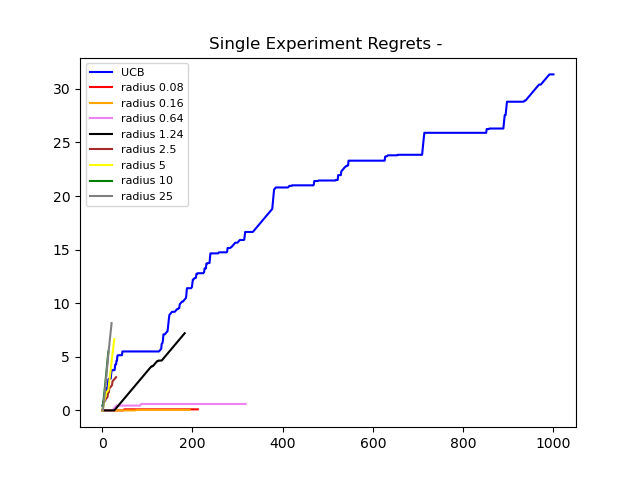 Single Experiment Regrets -
UCB
radius 0.08
radius 0.16
radius 0.64
radius 1.24
radius 2.5
radius 5
radius 10
radius 25
30
25
20
15
10
5
0
0 200 400 600 800 1000